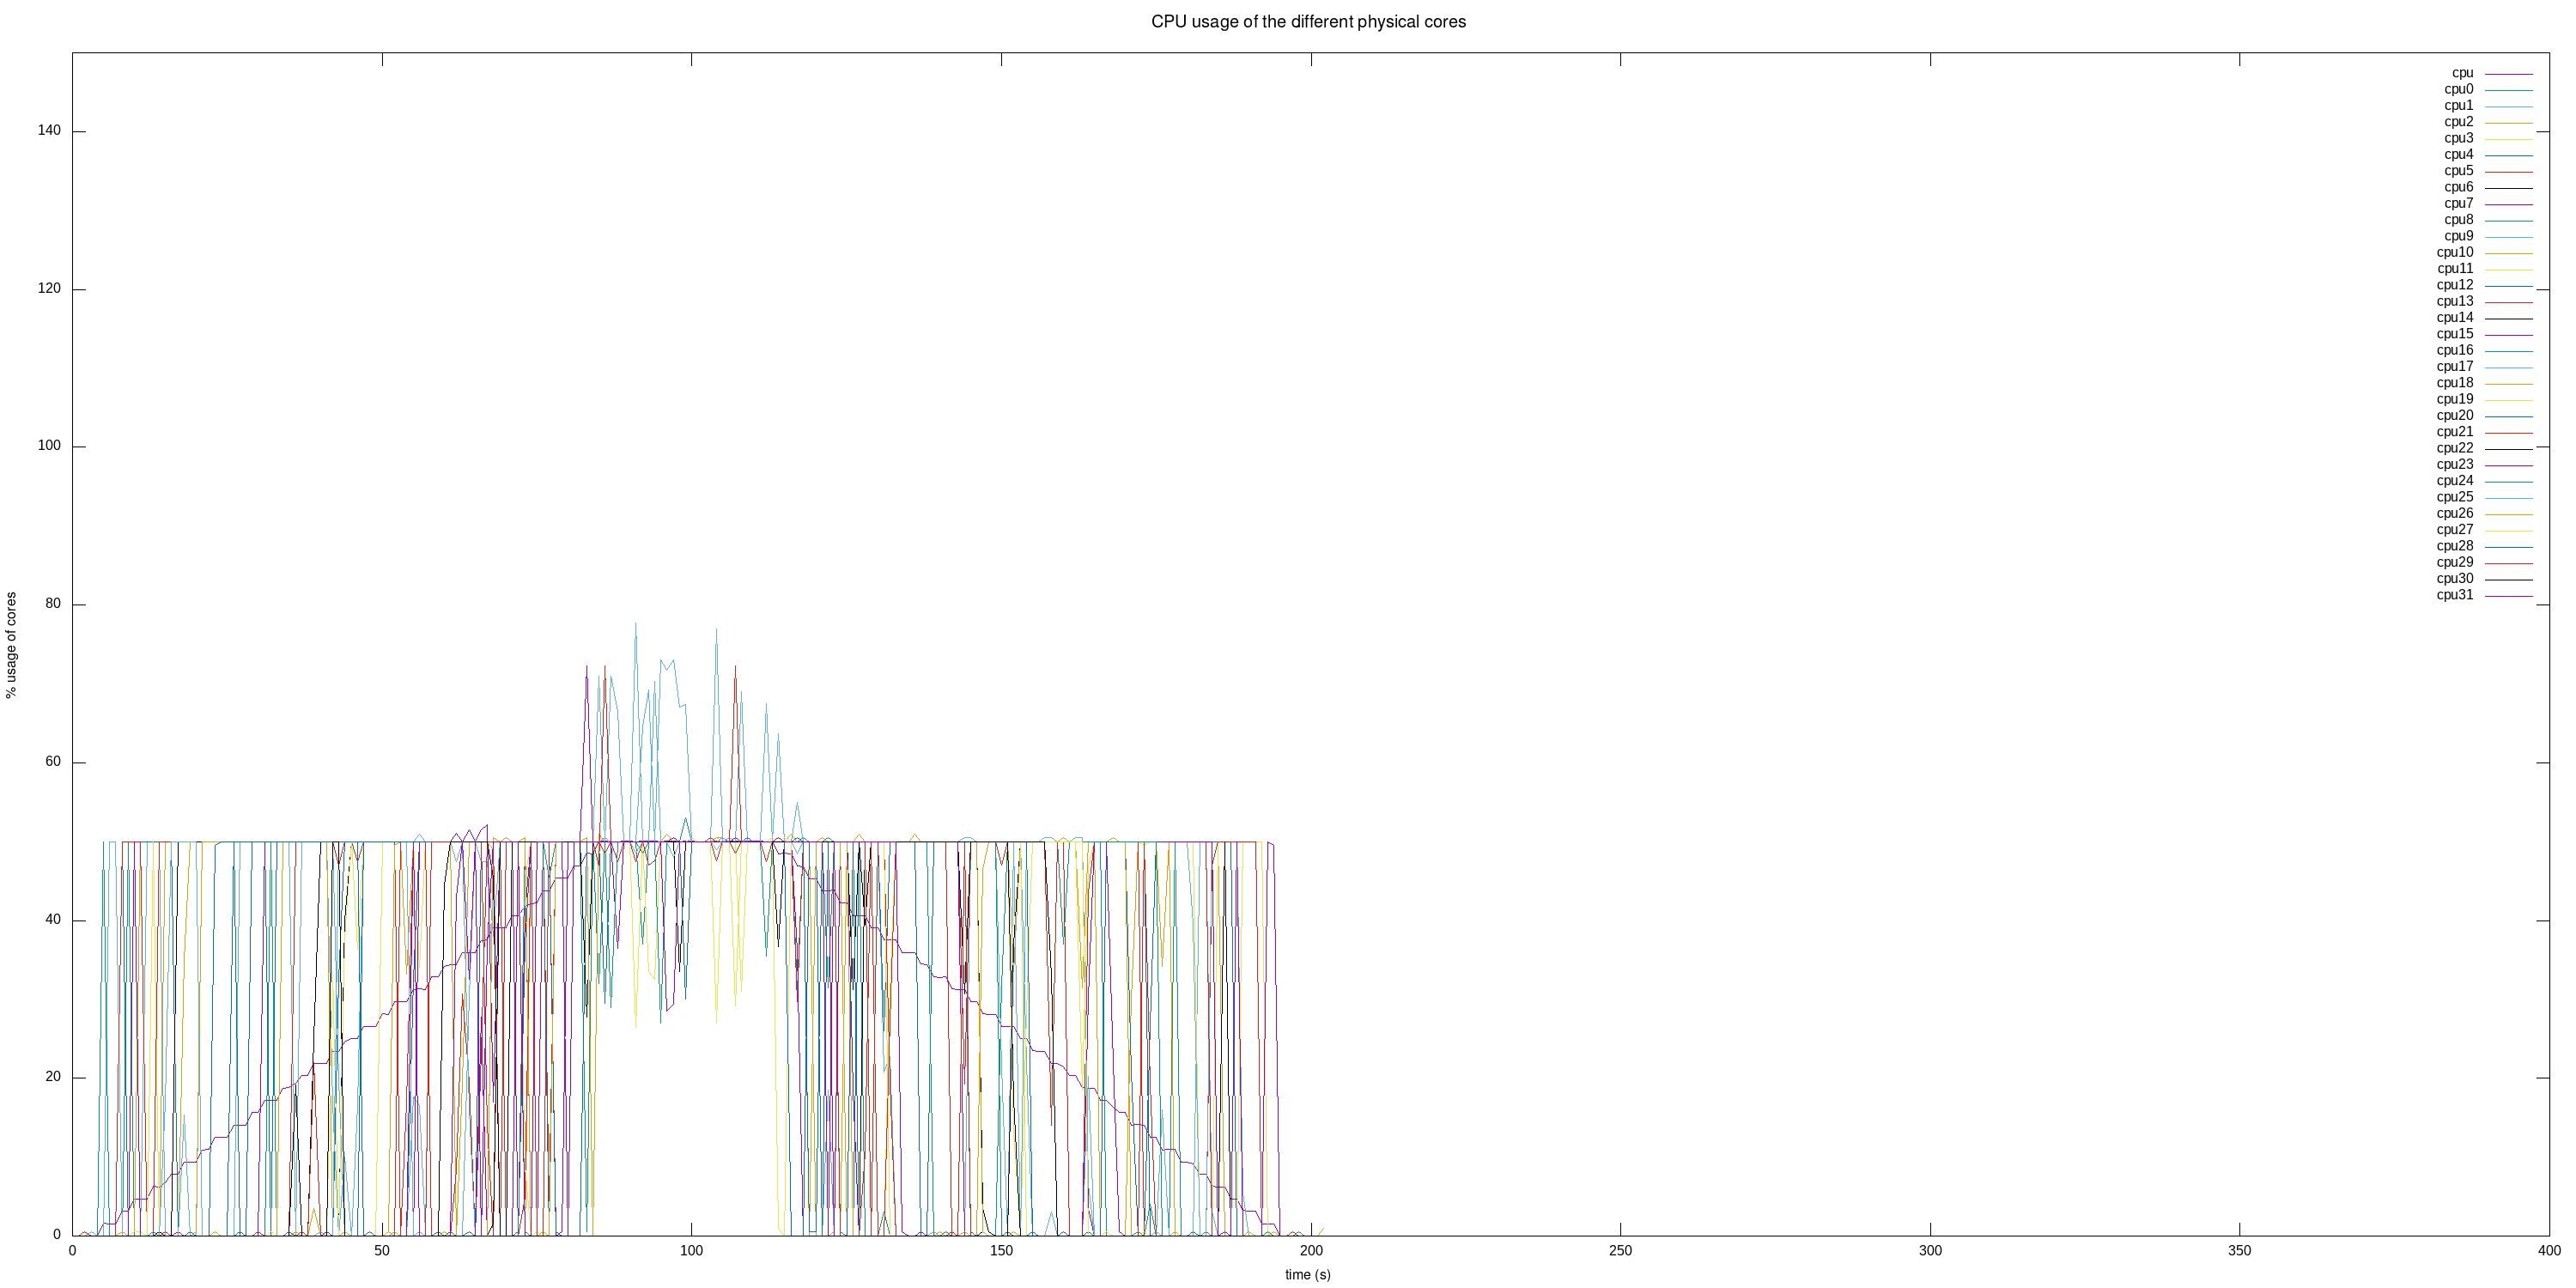 CPU usage of the different physical cores
cpu
cpu0
cpu1
cpu2
cpu3
cpu4
cpu5
cpu6
cpu7
cpu8
cpu9
cpu10
cpu11
cpu12
cpu13
cpu14
cpu15
cpu16
cpu17
cpu18
cpu19
cpu20
cpu21
cpu22
cpu23
cpu24
cpu25
cpu26
cpu27
cpu28
cpu29
cpu30
cpu31
140
120
100
80
60
40
20
0
% usage of cores
0 50 100 150 200 250 300 350 400
time (s)